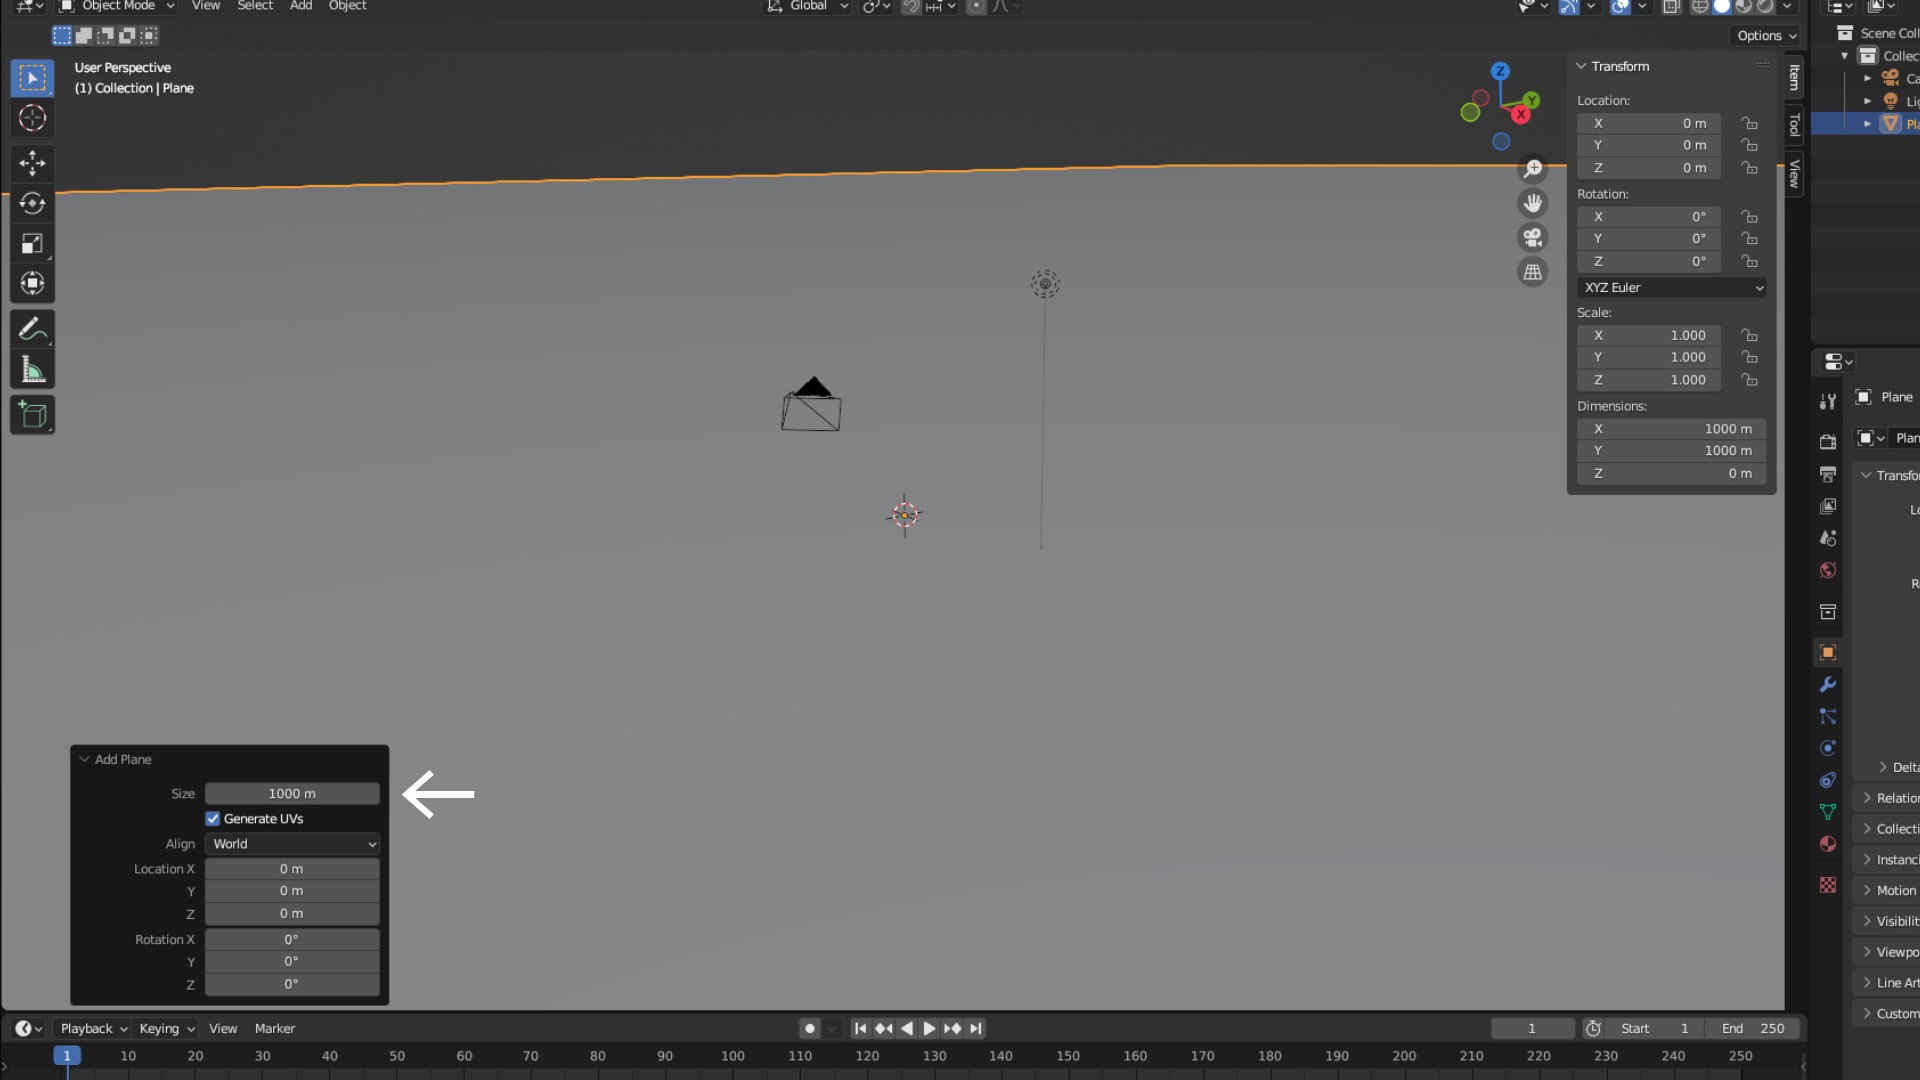 Object Mode View Select Add Object Global
Options
User Perspective
(1) Collection | Plane
Z
Y
X
Transform
Location:
X 0 m
Y 0 m
Z 0 m
Rotation:
X 0°
Y 0°
Z 0°
XYZ Euler
Scale:
X 1.000
Y 1.000
Z 1.000
Dimensions:
X 1000 m
Y 1000 m
Z 0 m
Item
Tool
View
Scene Coll
Collec
Ca
Lig
Pla
Plane
Plan
Transfo
Lo
R
Delta
Relation
Collecti
Instanci
Motion
Visibilit
Viewpo
Line Art
Custom
Add Plane
Size 1000 m
Generate UVs
Align World
Location X 0 m
Y 0 m
Z 0 m
Rotation X 0°
Y 0°
Z 0°
Playback Keying View Marker 1 Start 1 End 250
1 10 20 30 40 50 60 70 80 90 100 110 120 130 140 150 160 170 180 190 200 210 220 230 240 250